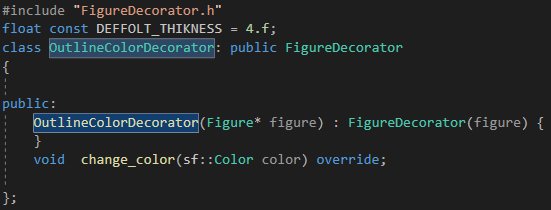 #include "FigureDecorator.h"
float const DEFFOLT_THIKNESS = 4.f;
class OutlineColorDecorator: public FigureDecorator
{
public:
OutlineColorDecorator(Figure* figure) : FigureDecorator(figure) {
}
void  change_color(sf::Color color) override;
};